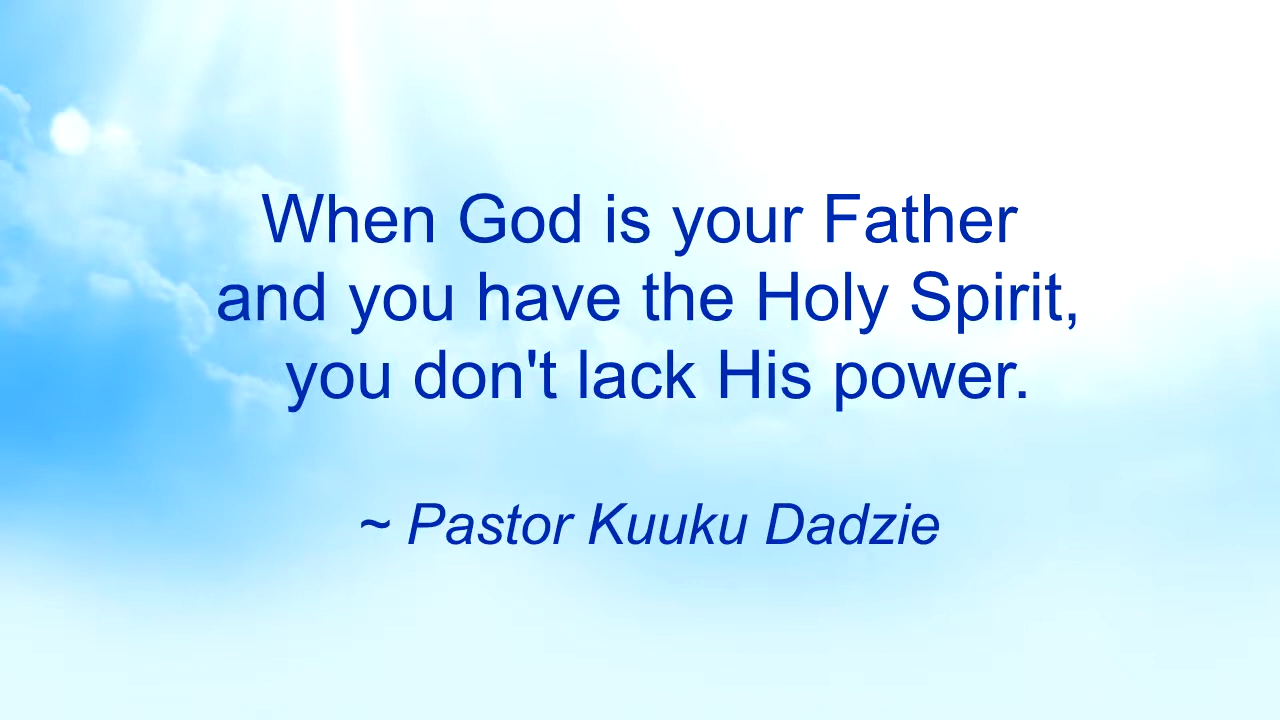 When God is your Father
and you have the Holy Spirit,
you don't lack His power.
~ Pastor Kuuku Dadzie